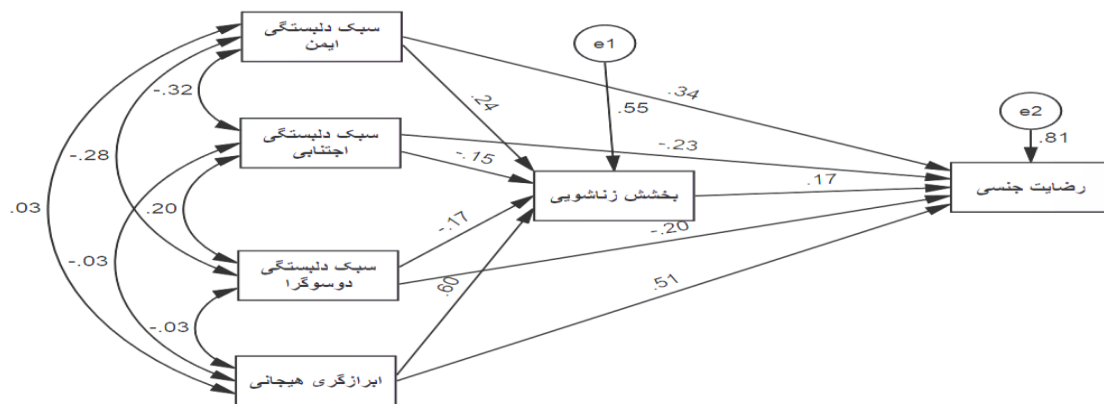 سبک دلبستگی
ایمن
e1
-.32
.24
.34
.55
e2
.81
سبک دلبستگی
اجتنابی
-.28
-.15
-.23
.03
.20
بخشش زناشویی
.17
رضایت جنسی
-.17
-.20
-.03
سبک دلبستگی
دوسوگرا
.60
.51
-.03
ابرازگری هیجانی